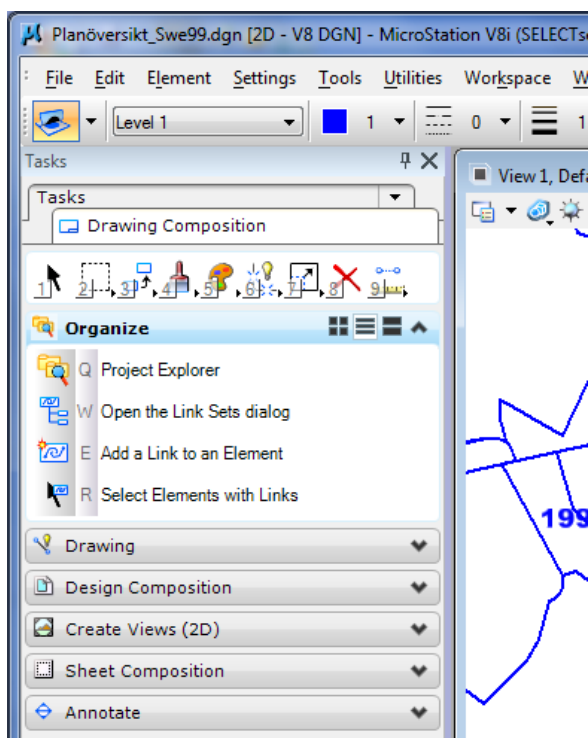 Planöversikt_Swe99.dgn [2D - V8 DGN] - MicroStation V8i (SELECTs
File Edit Element Settings Tools Utilities Workspace W
Level 1 1 0 1
Tasks
View 1, Defa
Tasks
Drawing Composition
1 2 3 4 5 6 7 8 9
Organize
Q Project Explorer
W Open the Link Sets dialog
E Add a Link to an Element
R Select Elements with Links
199
Drawing
Design Composition
Create Views (2D)
Sheet Composition
Annotate